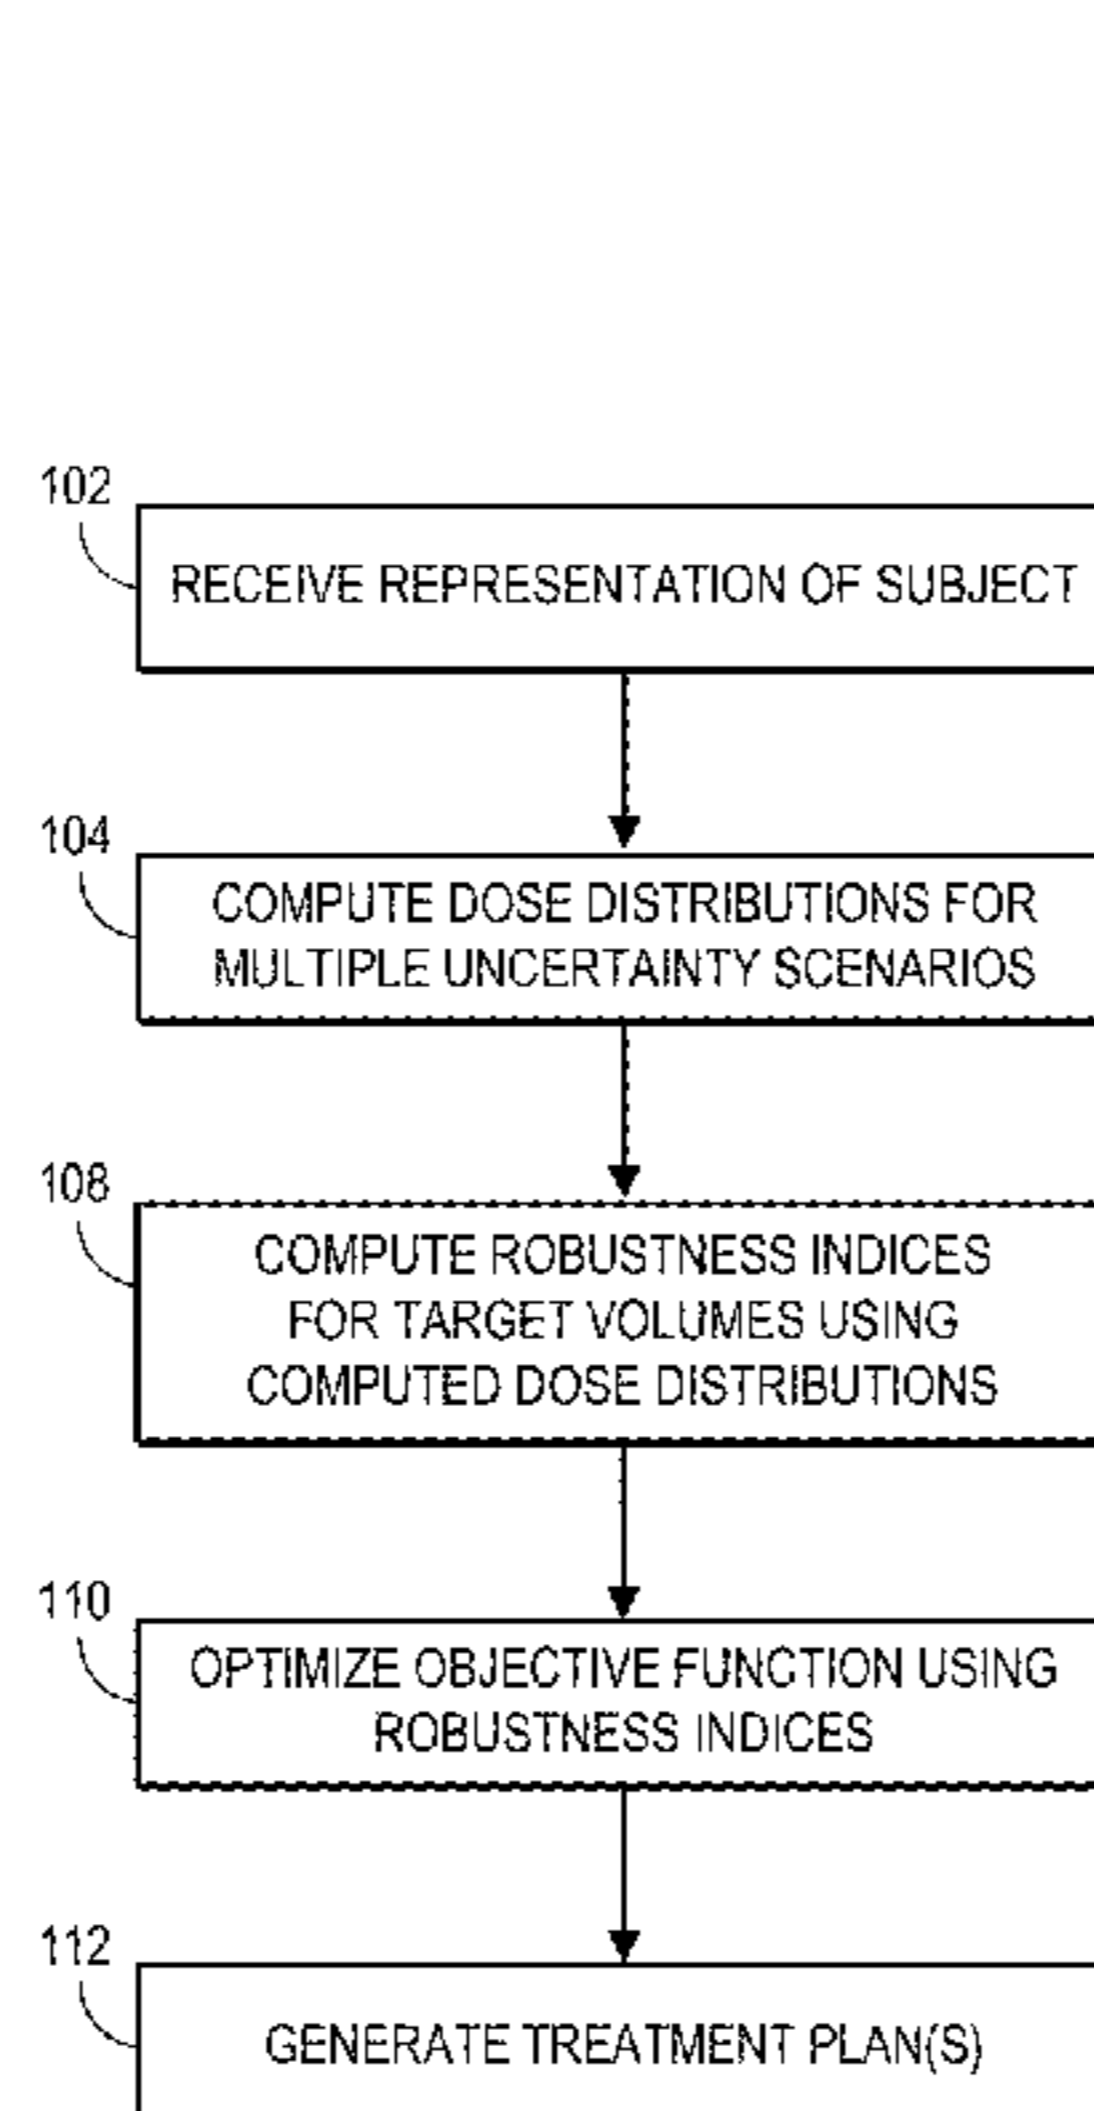 102
RECEIVE REPRESENTATION OF SUBJECT
104
COMPUTE DOSE DISTRIBUTIONS FOR
MULTIPLE UNCERTAINTY SCENARIOS
108
COMPUTE ROBUSTNESS INDICES
FOR TARGET VOLUMES USING
COMPUTED DOSE DISTRIBUTIONS
110
OPTIMIZE OBJECTIVE FUNCTION USING
ROBUSTNESS INDICES
112
GENERATE TREATMENT PLAN(S)